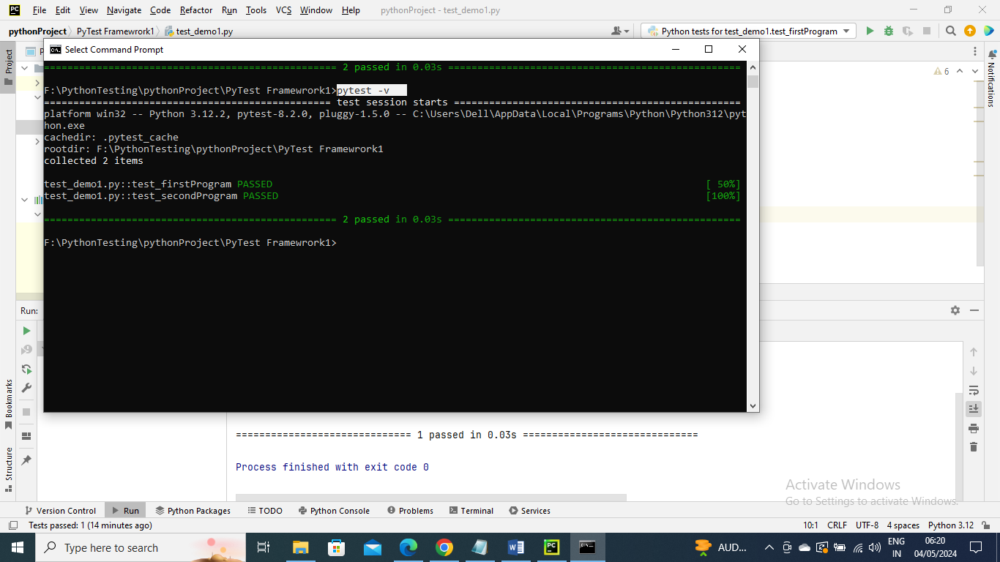 PC File Edit View Navigate Code Refactor Run Tools VCS Window Help pythonProject - test_demo1.py
pythonProject PyTest Framewrork1 test_demo1.py Python tests for test_demo1.test_firstProgram
Select Command Prompt
Project
Notifications
6
================================================== 2 passed in 0.03s ==================================================
F:\PythonTesting\pythonProject\PyTest Framewrork1>pytest -v
================================================= test session starts =================================================
platform win32 -- Python 3.12.2, pytest-8.2.0, pluggy-1.5.0 -- C:\Users\Dell\AppData\Local\Programs\Python\Python312\pyt
hon.exe
cachedir: .pytest_cache
rootdir: F:\PythonTesting\pythonProject\PyTest Framewrork1
collected 2 items
test_demo1.py::test_firstProgram PASSED [ 50%]
test_demo1.py::test_secondProgram PASSED [100%]
================================================== 2 passed in 0.03s ==================================================
F:\PythonTesting\pythonProject\PyTest Framewrork1>
Run:
Bookmarks
Structure
============================== 1 passed in 0.03s ==============================
Process finished with exit code 0
Activate Windows
Go to Settings to activate Windows.
Version Control Run Python Packages TODO Python Console Problems Terminal Services
Tests passed: 1 (14 minutes ago) 10:1 CRLF UTF-8 4 spaces Python 3.12
Type here to search AUD... ENG IN 06:20 04/05/2024